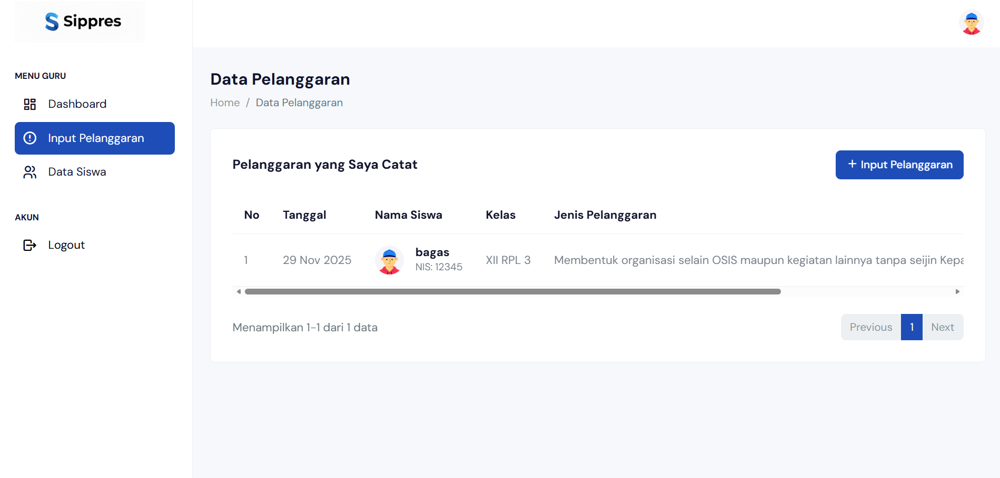 Sippres
MENU GURU
Dashboard
Input Pelanggaran
Data Siswa
AKUN
Logout
Data Pelanggaran
Home / Data Pelanggaran
Pelanggaran yang Saya Catat
+ Input Pelanggaran
No Tanggal Nama Siswa Kelas Jenis Pelanggaran
1 29 Nov 2025 bagas XII RPL 3 Membentuk organisasi selain OSIS maupun kegiatan lainnya tanpa seijin Kepa
NIS: 12345
Menampilkan 1-1 dari 1 data
Previous 1 Next